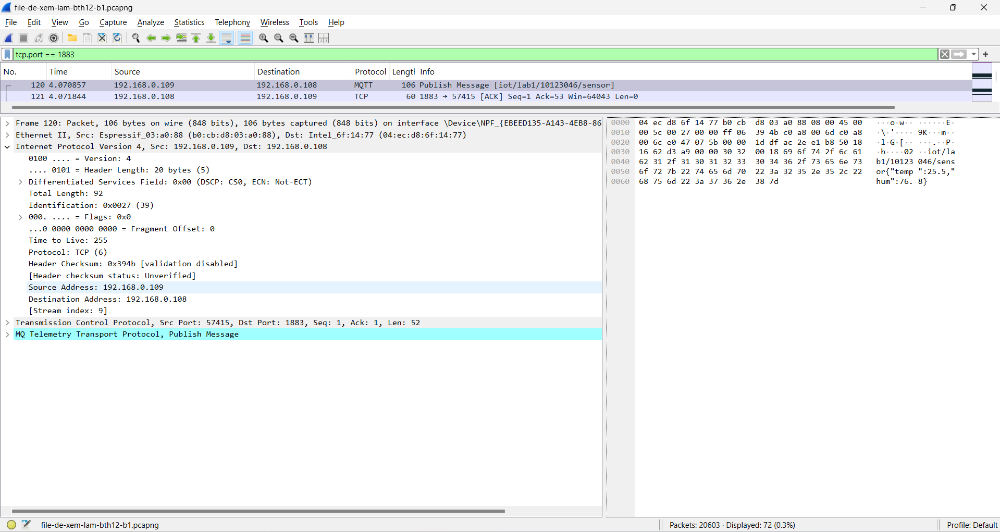 file-de-xem-lam-bth12-b1.pcapng
File Edit View Go Capture Analyze Statistics Telephony Wireless Tools Help
tcp.port == 1883
No. Time Source Destination Protocol Lengtl Info
120 4.070857 192.168.0.109 192.168.0.108 MQTT 106 Publish Message [iot/lab1/10123046/sensor]
121 4.071844 192.168.0.108 192.168.0.109 TCP 60 1883 → 57415 [ACK] Seq=1 Ack=53 Win=64043 Len=0
Frame 120: Packet, 106 bytes on wire (848 bits), 106 bytes captured (848 bits) on interface \Device\NPF_{EBEED135-A143-4EB8-86
Ethernet II, Src: Espressif_03:a0:88 (b0:cb:d8:03:a0:88), Dst: Intel_6f:14:77 (04:ec:d8:6f:14:77)
Internet Protocol Version 4, Src: 192.168.0.109, Dst: 192.168.0.108
0100 .... = Version: 4
.... 0101 = Header Length: 20 bytes (5)
Differentiated Services Field: 0x00 (DSCP: CS0, ECN: Not-ECT)
Total Length: 92
Identification: 0x0027 (39)
000. .... = Flags: 0x0
...0 0000 0000 0000 = Fragment Offset: 0
Time to Live: 255
Protocol: TCP (6)
Header Checksum: 0x394b [validation disabled]
[Header checksum status: Unverified]
Source Address: 192.168.0.109
Destination Address: 192.168.0.108
[Stream index: 9]
Transmission Control Protocol, Src Port: 57415, Dst Port: 1883, Seq: 1, Ack: 1, Len: 52
MQ Telemetry Transport Protocol, Publish Message
0000 04 ec d8 6f 14 77 b0 cb d8 03 a0 88 08 00 45 00 ···o·w·· ······E·
0010 00 5c 00 27 00 00 ff 06 39 4b c0 a8 00 6d c0 a8 ·\·'···· 9K···m··
0020 00 6c e0 47 07 5b 00 00 1d df ac 2e e1 b8 50 18 ·l·G·[·· ···.··P·
0030 16 62 d3 a9 00 00 30 32 00 18 69 6f 74 2f 6c 61 ·b····02 ··iot/la
0040 62 31 2f 31 30 31 32 33 30 34 36 2f 73 65 6e 73 b1/10123 046/sens
0050 6f 72 7b 22 74 65 6d 70 22 3a 32 35 2e 35 2c 22 or{"temp ":25.5,"
0060 68 75 6d 22 3a 37 36 2e 38 7d hum":76. 8}
file-de-xem-lam-bth12-b1.pcapng
Packets: 20603 · Displayed: 72 (0.3%)
Profile: Default